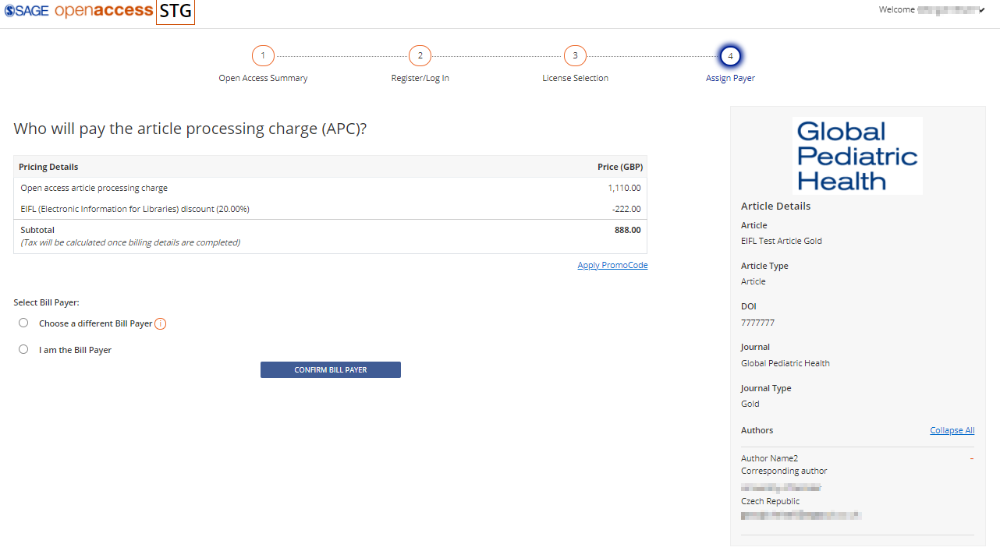 SAGE openaccess STG
Welcome
1
2
3
4
Open Access Summary
Register/Log In
License Selection
Assign Payer
Who will pay the article processing charge (APC)?
Pricing Details Price (GBP)
Open access article processing charge 1,110.00
EIFL (Electronic Information for Libraries) discount (20.00%) -222.00
Subtotal 888.00
(Tax will be calculated once billing details are completed)
Apply PromoCode
Select Bill Payer:
Choose a different Bill Payer i
I am the Bill Payer
CONFIRM BILL PAYER
Global
Pediatric
Health
Article Details
Article
EIFL Test Article Gold
Article Type
Article
DOI
7777777
Journal
Global Pediatric Health
Journal Type
Gold
Authors Collapse All
Author Name2 -
Corresponding author
Czech Republic